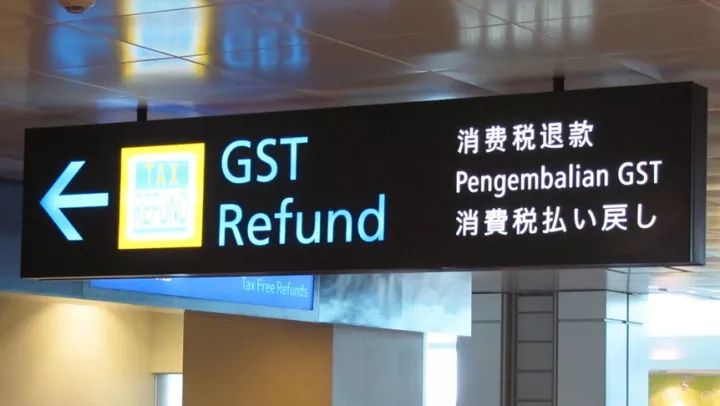 TAX
REFUND
GST
Refund
消费税退款
Pengembalian GST
消費税払い戻し
Tax Free Refunds